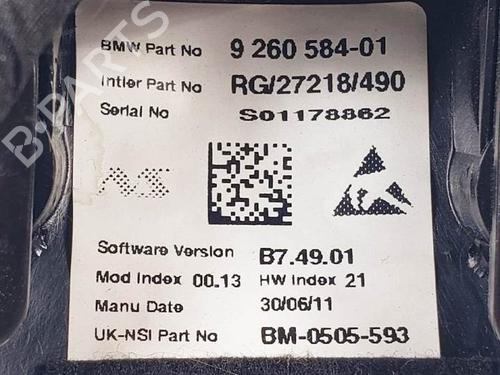 BMW Part No 9 260 584-01
Intier Part No RG/27218/490
Serial No S01178862
Software Version B7.49.01
Mod Index 00.13 HW Index 21
Manu Date 30/06/11
UK-NSI Part No BM-0505-593
B-PARTS